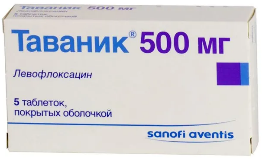 Таваник® 500 мг
Левофлоксацин
5 таблеток,
покрытых оболочкой
sanofi aventis